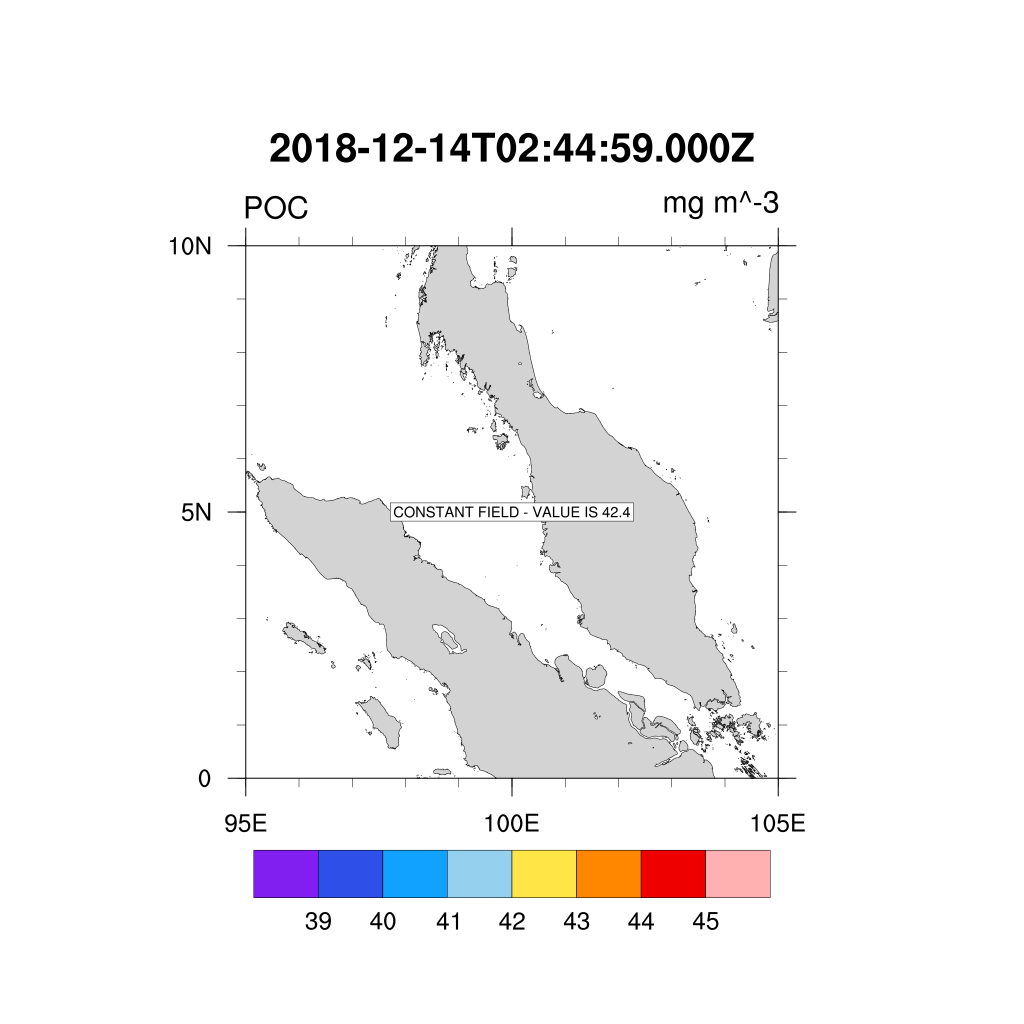 2018-12-14T02:44:59.000Z
POC mg m^-3
10N
5N
CONSTANT FIELD - VALUE IS 42.4
0
95E 100E 105E
39 40 41 42 43 44 45